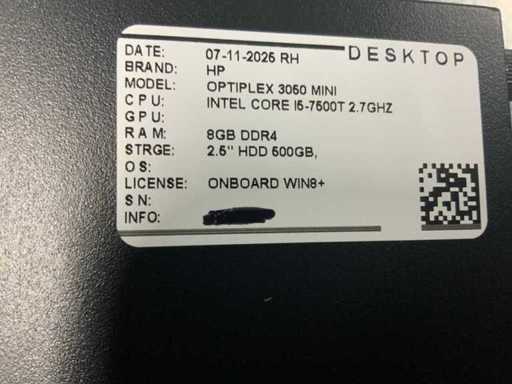 DESKTOP
DATE: 07-11-2025 RH
BRAND: HP
MODEL: OPTIPLEX 3050 MINI
CPU: INTEL CORE I5-7500T 2.7GHZ
GPU:
RAM: 8GB DDR4
STRGE: 2.5" HDD 500GB,
OS:
LICENSE: ONBOARD WIN8+
SN:
INFO: